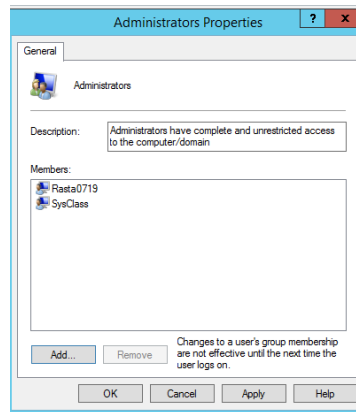 Administrators Properties
?
x
General
Administrators
Description:
Administrators have complete and unrestricted access
to the computer/domain
Members:
Rasta0719
SysClass
Add...
Remove
Changes to a user's group membership
are not effective until the next time the
user logs on.
OK
Cancel
Apply
Help